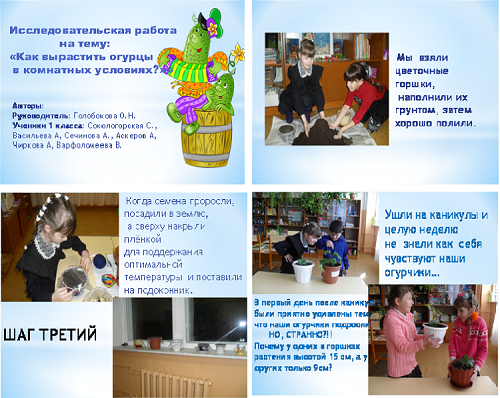 Исследовательская работа
на тему:
«Как вырастить огурцы
в комнатных условиях?»
Авторы:
Руководитель: Голобокова О.Н.
Ученики 1 класса: Сокологорская С.,
Васильева А, Сечинова А., Аскеров А,
Чиркова А, Варфоломеева В.
Мы взяли
цветочные
горшки,
наполнили их
грунтом, затем
хорошо полили.
Когда семена проросли,
посадили в землю,
а сверху накрыли
плёнкой
для поддержания
оптимальной
температуры и поставили
на подоконник.
ШАГ ТРЕТИЙ
Ушли на каникулы и
целую неделю
не знали как себя
чувствуют наши
огурчики...
В первый день после каникул
были приятно удивлены тем
что наши огурчики подросли
НО, СТРАННО?!!
Почему у одних в горшках
растения высотой 15 см, а у
других только 9см?